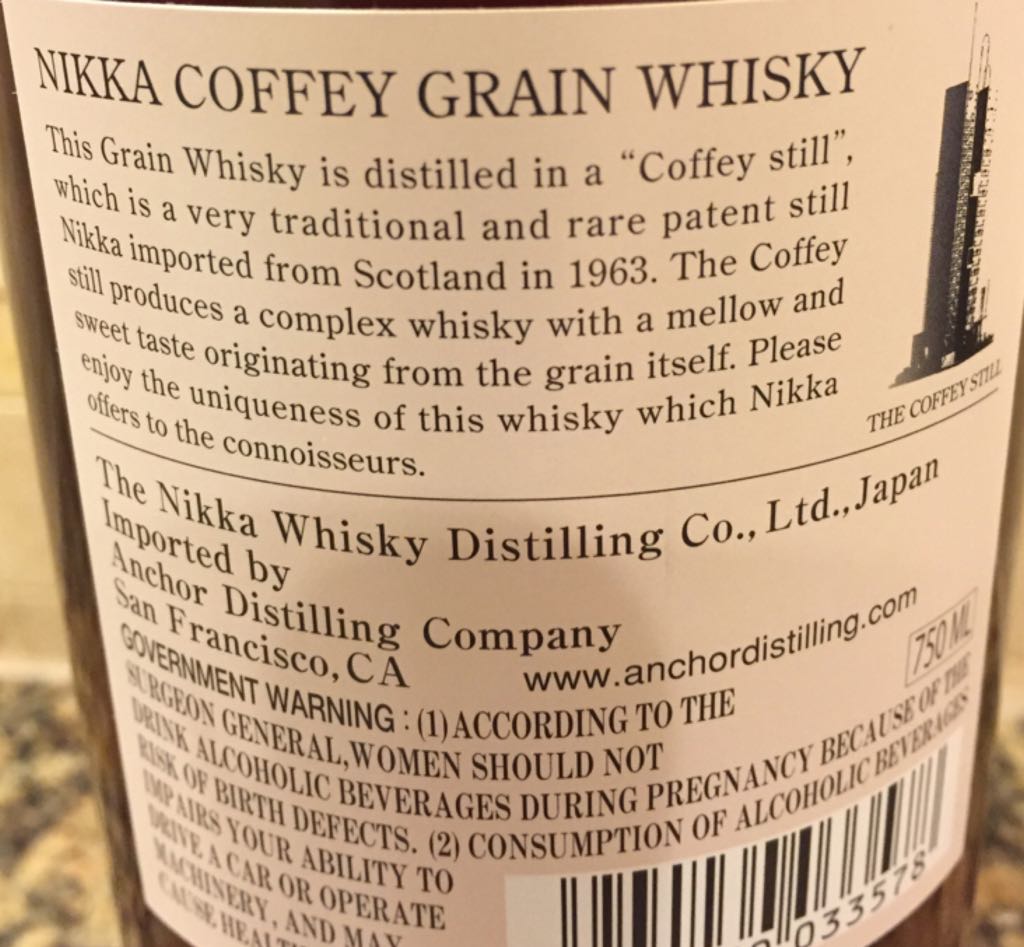 NIKKA COFFEY GRAIN WHISKY
This Grain Whisky is distilled in a “Coffey still”,
which is a very traditional and rare patent still
Nikka imported from Scotland in 1963. The Coffey
still produces a complex whisky with a mellow and
sweet taste originating from the grain itself. Please
enjoy the uniqueness of this whisky which Nikka
offers to the connoisseurs.
THE COFFEY STILL
The Nikka Whisky Distilling Co., Ltd., Japan
Imported by
Anchor Distilling Company
San Francisco, CA
www.anchordistilling.com
750 ML
GOVERNMENT WARNING : (1) ACCORDING TO THE
SURGEON GENERAL, WOMEN SHOULD NOT
DRINK ALCOHOLIC BEVERAGES DURING PREGNANCY BECAUSE OF THE
RISK OF BIRTH DEFECTS. (2) CONSUMPTION OF ALCOHOLIC BEVERAGES
IMPAIRS YOUR ABILITY TO
DRIVE A CAR OR OPERATE
MACHINERY, AND MAY
CAUSE
033578